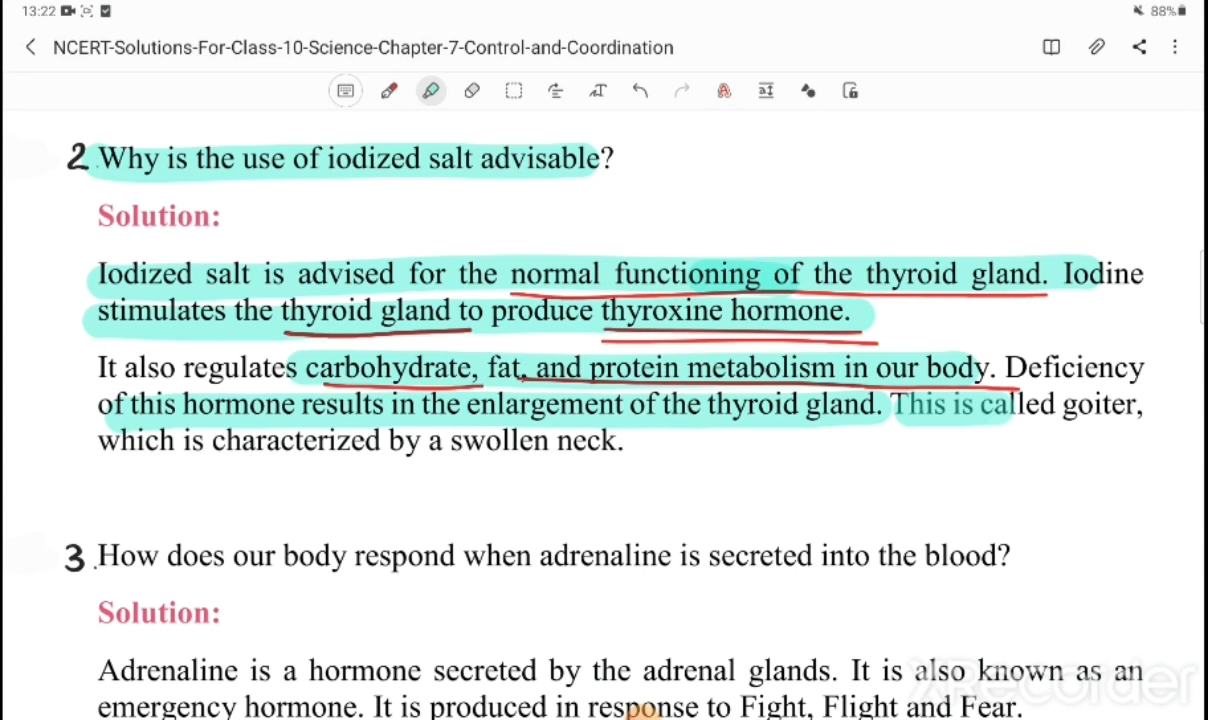 13:22
88%
NCERT-Solutions-For-Class-10-Science-Chapter-7-Control-and-Coordination
2 Why is the use of iodized salt advisable?
Solution:
Iodized salt is advised for the normal functioning of the thyroid gland. Iodine
stimulates the thyroid gland to produce thyroxine hormone.
It also regulates carbohydrate, fat, and protein metabolism in our body. Deficiency
of this hormone results in the enlargement of the thyroid gland. This is called goiter,
which is characterized by a swollen neck.
3. How does our body respond when adrenaline is secreted into the blood?
Solution:
Adrenaline is a hormone secreted by the adrenal glands. It is also known as an
emergency hormone. It is produced in response to Fight, Flight and Fear.
XRecorder